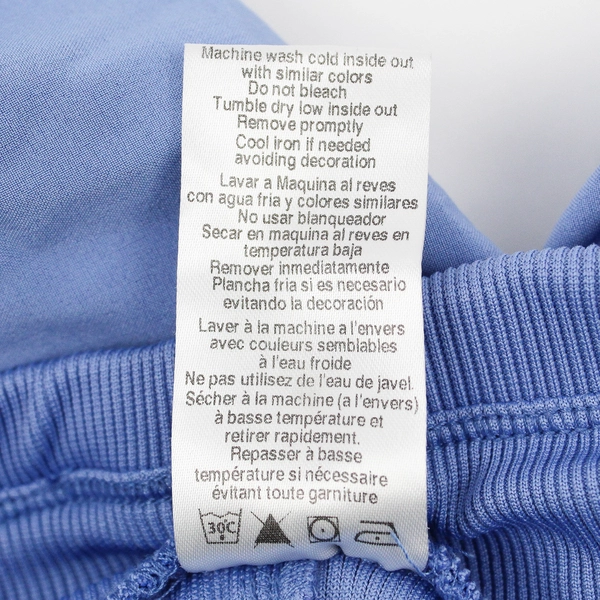 Machine wash cold inside out
with similar colors
Do not bleach
Tumble dry low inside out
Remove promptly
Cool iron if needed
avoiding decoration
Lavar a Maquina al reves
con agua fria y colores similares
No usar blanqueador
Secar en maquina al reves en
temperatura baja
Remover inmediatamente
Plancha fria si es necesario
evitando la decoración
Laver à la machine a l'envers
avec couleurs semblables
à l'eau froide
Ne pas utilisez de l'eau de javel.
Sécher à la machine (a l'envers)
à basse température et
retirer rapidement.
Repasser à basse
température si nécessaire
évitant toute garniture
30C